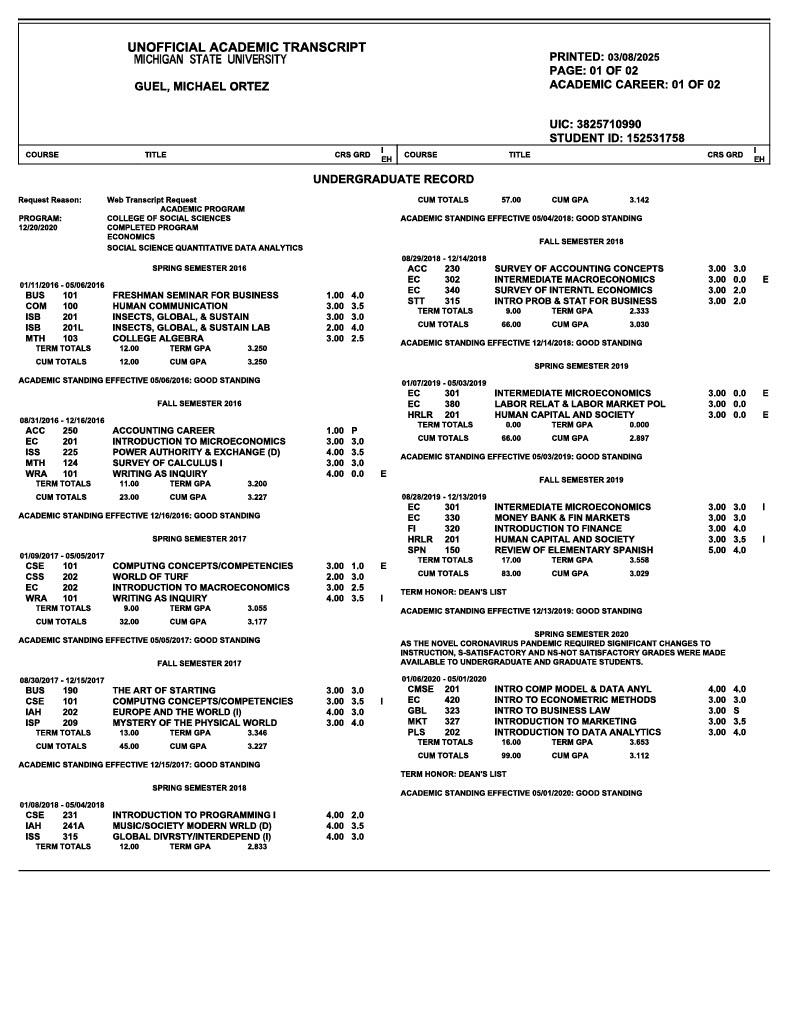 UNOFFICIAL ACADEMIC TRANSCRIPT
MICHIGAN STATE UNIVERSITY
GUEL, MICHAEL ORTEZ
PRINTED: 03/08/2025
PAGE: 01 OF 02
ACADEMIC CAREER: 01 OF 02
UIC: 3825710990
STUDENT ID: 152531758
COURSE TITLE CRS GRD I EH COURSE TITLE CRS GRD I EH
UNDERGRADUATE RECORD
Request Reason: Web Transcript Request
ACADEMIC PROGRAM
PROGRAM: COLLEGE OF SOCIAL SCIENCES
12/20/2020 COMPLETED PROGRAM
ECONOMICS
SOCIAL SCIENCE QUANTITATIVE DATA ANALYTICS
SPRING SEMESTER 2016
01/11/2016 - 05/06/2016
BUS 101 FRESHMAN SEMINAR FOR BUSINESS 1.00 4.0
COM 100 HUMAN COMMUNICATION 3.00 3.5
ISB 201 INSECTS, GLOBAL, & SUSTAIN 3.00 3.0
ISB 201L INSECTS, GLOBAL, & SUSTAIN LAB 2.00 4.0
MTH 103 COLLEGE ALGEBRA 3.00 2.5
TERM TOTALS 12.00 TERM GPA 3.250
CUM TOTALS 12.00 CUM GPA 3.250
ACADEMIC STANDING EFFECTIVE 05/06/2016: GOOD STANDING
FALL SEMESTER 2016
08/31/2016 - 12/16/2016
ACC 250 ACCOUNTING CAREER 1.00 P
EC 201 INTRODUCTION TO MICROECONOMICS 3.00 3.0
ISS 225 POWER AUTHORITY & EXCHANGE (D) 4.00 3.5
MTH 124 SURVEY OF CALCULUS I 3.00 3.0
WRA 101 WRITING AS INQUIRY 4.00 0.0 E
TERM TOTALS 11.00 TERM GPA 3.200
CUM TOTALS 23.00 CUM GPA 3.227
ACADEMIC STANDING EFFECTIVE 12/16/2016: GOOD STANDING
SPRING SEMESTER 2017
01/09/2017 - 05/05/2017
CSE 101 COMPUTNG CONCEPTS/COMPETENCIES 3.00 1.0 E
CSS 202 WORLD OF TURF 2.00 3.0
EC 202 INTRODUCTION TO MACROECONOMICS 3.00 2.5
WRA 101 WRITING AS INQUIRY 4.00 3.5 I
TERM TOTALS 9.00 TERM GPA 3.055
CUM TOTALS 32.00 CUM GPA 3.177
ACADEMIC STANDING EFFECTIVE 05/05/2017: GOOD STANDING
FALL SEMESTER 2017
08/30/2017 - 12/15/2017
BUS 190 THE ART OF STARTING 3.00 3.0
CSE 101 COMPUTNG CONCEPTS/COMPETENCIES 3.00 3.5 I
IAH 202 EUROPE AND THE WORLD (I) 4.00 3.0
ISP 209 MYSTERY OF THE PHYSICAL WORLD 3.00 4.0
TERM TOTALS 13.00 TERM GPA 3.346
CUM TOTALS 45.00 CUM GPA 3.227
ACADEMIC STANDING EFFECTIVE 12/15/2017: GOOD STANDING
SPRING SEMESTER 2018
01/08/2018 - 05/04/2018
CSE 231 INTRODUCTION TO PROGRAMMING I 4.00 2.0
IAH 241A MUSIC/SOCIETY MODERN WRLD (D) 4.00 3.5
ISS 315 GLOBAL DIVRSTY/INTERDEPEND (I) 4.00 3.0
TERM TOTALS 12.00 TERM GPA 2.833
CUM TOTALS 57.00 CUM GPA 3.142
ACADEMIC STANDING EFFECTIVE 05/04/2018: GOOD STANDING
FALL SEMESTER 2018
08/29/2018 - 12/14/2018
ACC 230 SURVEY OF ACCOUNTING CONCEPTS 3.00 3.0
EC 302 INTERMEDIATE MACROECONOMICS 3.00 0.0 E
EC 340 SURVEY OF INTERNTL ECONOMICS 3.00 2.0
STT 315 INTRO PROB & STAT FOR BUSINESS 3.00 2.0
TERM TOTALS 9.00 TERM GPA 2.333
CUM TOTALS 66.00 CUM GPA 3.030
ACADEMIC STANDING EFFECTIVE 12/14/2018: GOOD STANDING
SPRING SEMESTER 2019
01/07/2019 - 05/03/2019
EC 301 INTERMEDIATE MICROECONOMICS 3.00 0.0 E
EC 380 LABOR RELAT & LABOR MARKET POL 3.00 0.0
HRLR 201 HUMAN CAPITAL AND SOCIETY 3.00 0.0 E
TERM TOTALS 0.00 TERM GPA 0.000
CUM TOTALS 66.00 CUM GPA 2.897
ACADEMIC STANDING EFFECTIVE 05/03/2019: GOOD STANDING
FALL SEMESTER 2019
08/28/2019 - 12/13/2019
EC 301 INTERMEDIATE MICROECONOMICS 3.00 3.0 I
EC 330 MONEY BANK & FIN MARKETS 3.00 3.0
FI 320 INTRODUCTION TO FINANCE 3.00 4.0
HRLR 201 HUMAN CAPITAL AND SOCIETY 3.00 3.5 I
SPN 150 REVIEW OF ELEMENTARY SPANISH 5.00 4.0
TERM TOTALS 17.00 TERM GPA 3.558
CUM TOTALS 83.00 CUM GPA 3.029
TERM HONOR: DEAN'S LIST
ACADEMIC STANDING EFFECTIVE 12/13/2019: GOOD STANDING
SPRING SEMESTER 2020
AS THE NOVEL CORONAVIRUS PANDEMIC REQUIRED SIGNIFICANT CHANGES TO
INSTRUCTION, S-SATISFACTORY AND NS-NOT SATISFACTORY GRADES WERE MADE
AVAILABLE TO UNDERGRADUATE AND GRADUATE STUDENTS.
01/06/2020 - 05/01/2020
CMSE 201 INTRO COMP MODEL & DATA ANYL 4.00 4.0
EC 420 INTRO TO ECONOMETRIC METHODS 3.00 3.0
GBL 323 INTRO TO BUSINESS LAW 3.00 S
MKT 327 INTRODUCTION TO MARKETING 3.00 3.5
PLS 202 INTRODUCTION TO DATA ANALYTICS 3.00 4.0
TERM TOTALS 16.00 TERM GPA 3.653
CUM TOTALS 99.00 CUM GPA 3.112
TERM HONOR: DEAN'S LIST
ACADEMIC STANDING EFFECTIVE 05/01/2020: GOOD STANDING